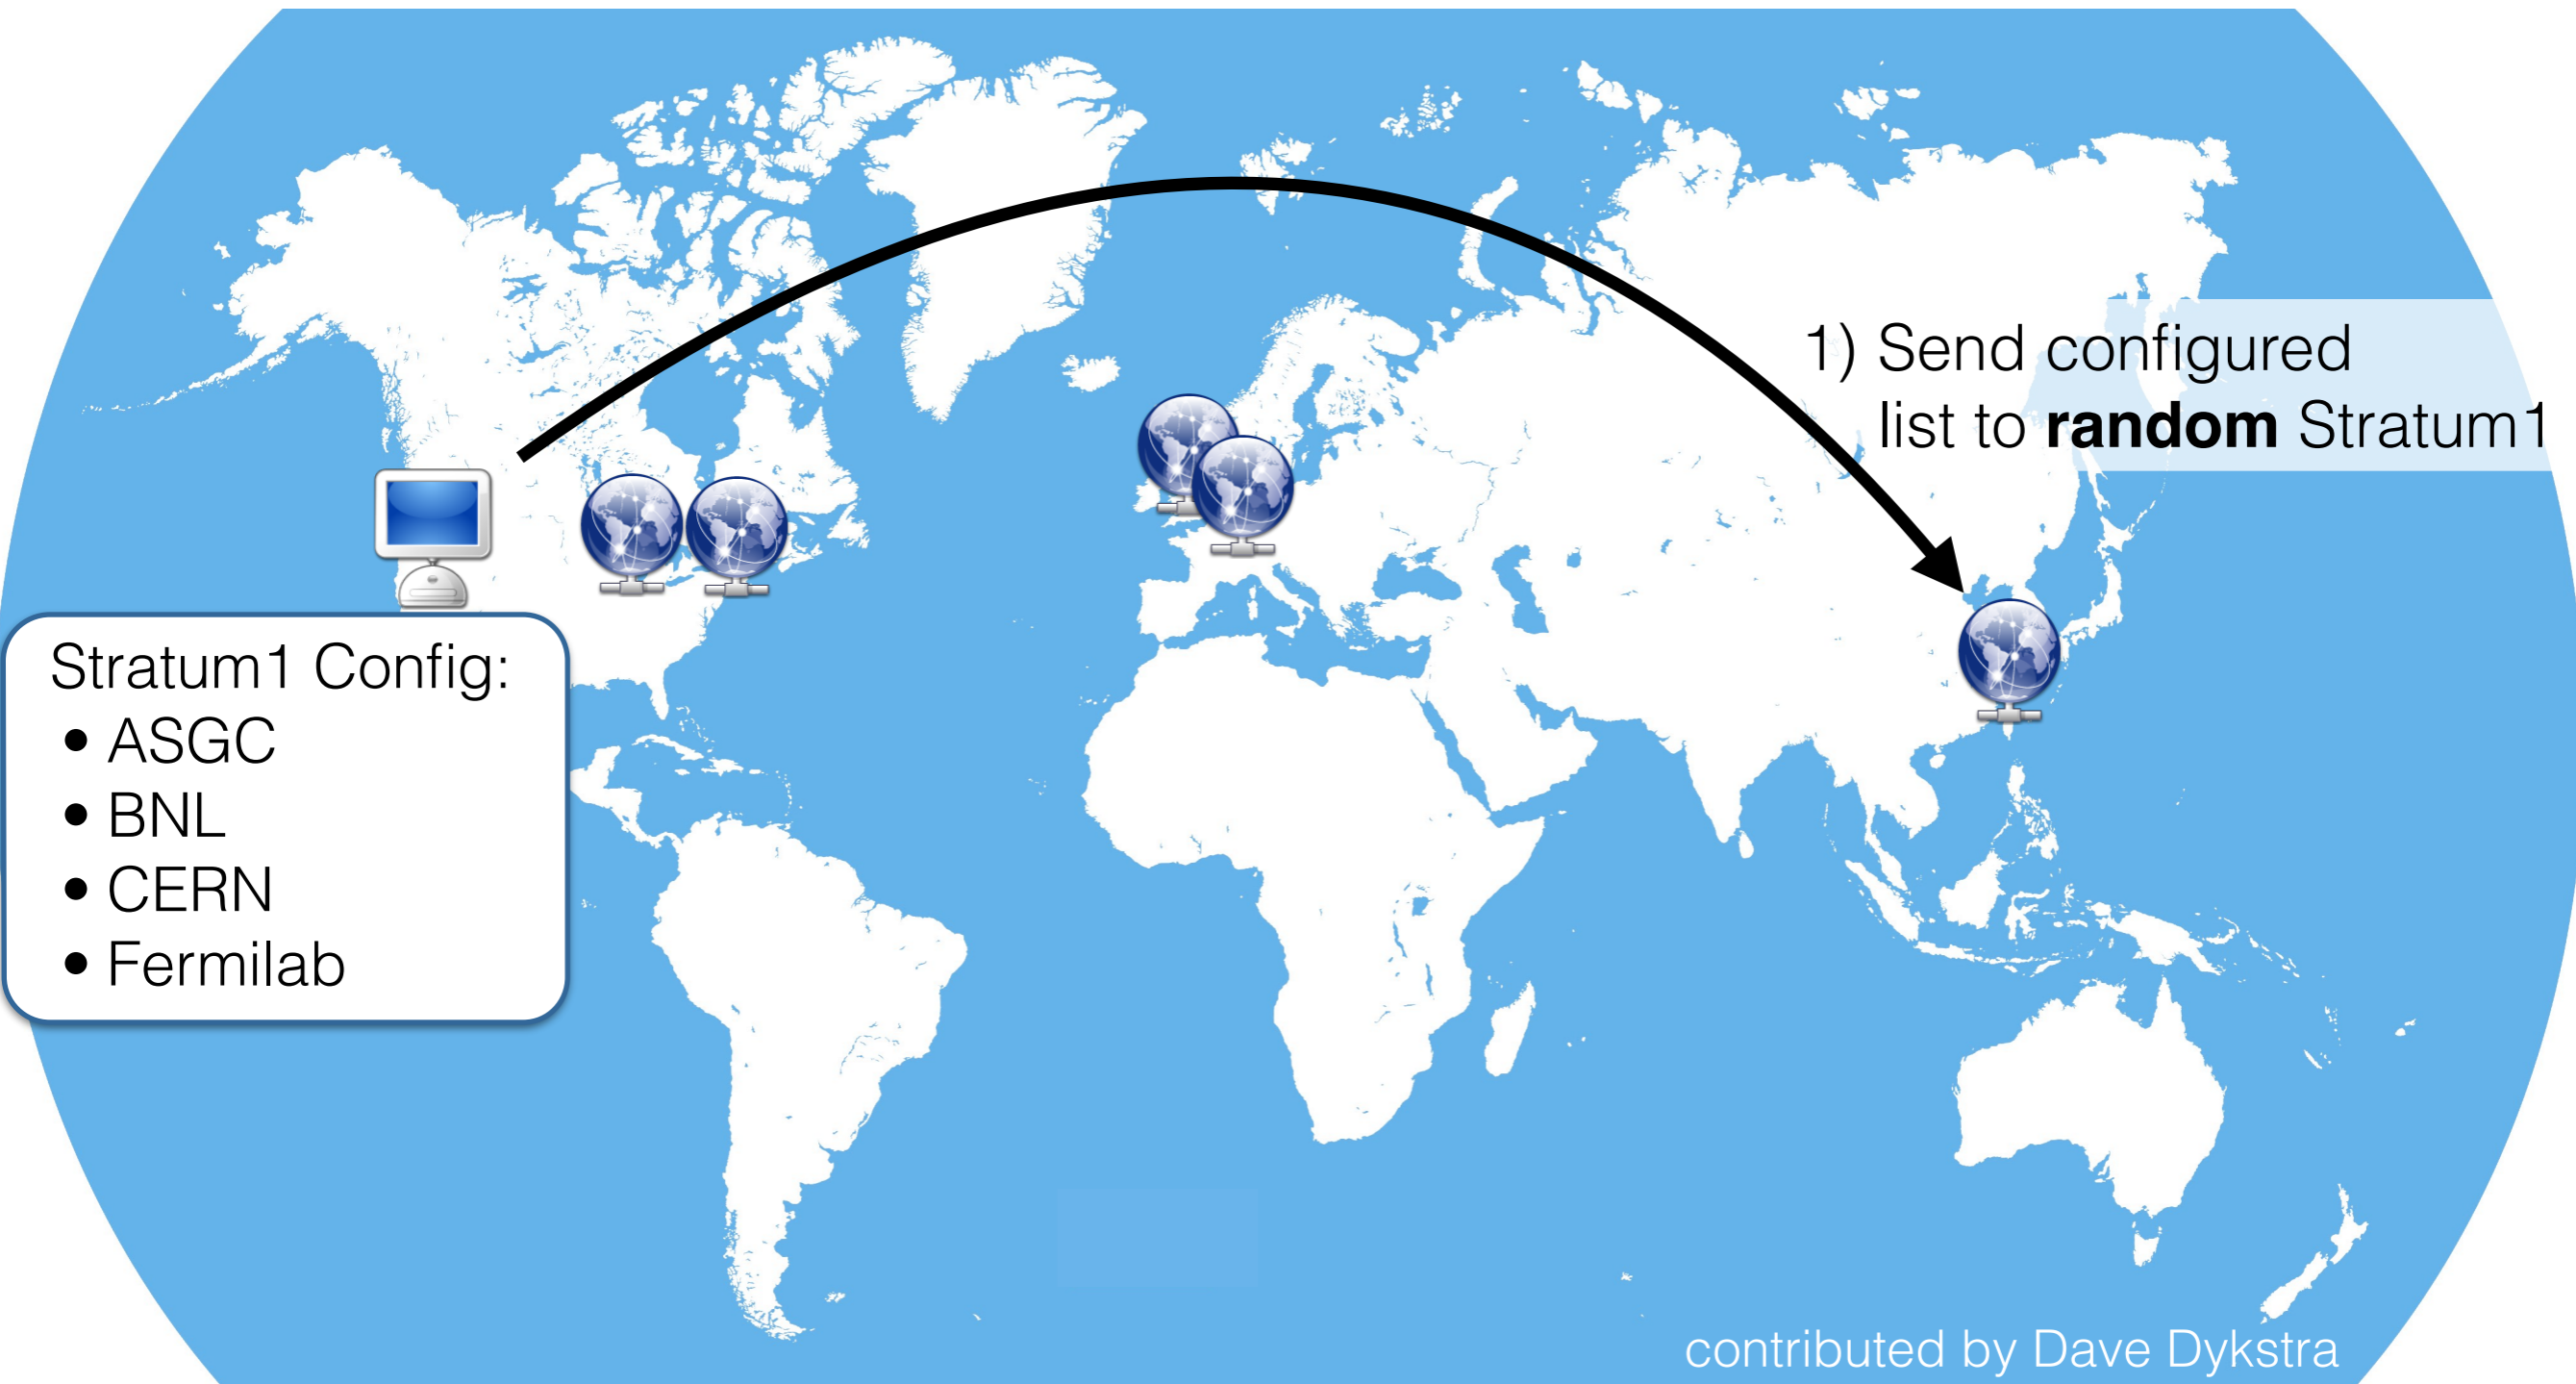 1) Send configured
list to random Stratum1
Stratum1 Config:
• ASGC
• BNL
• CERN
• Fermilab
contributed by Dave Dykstra